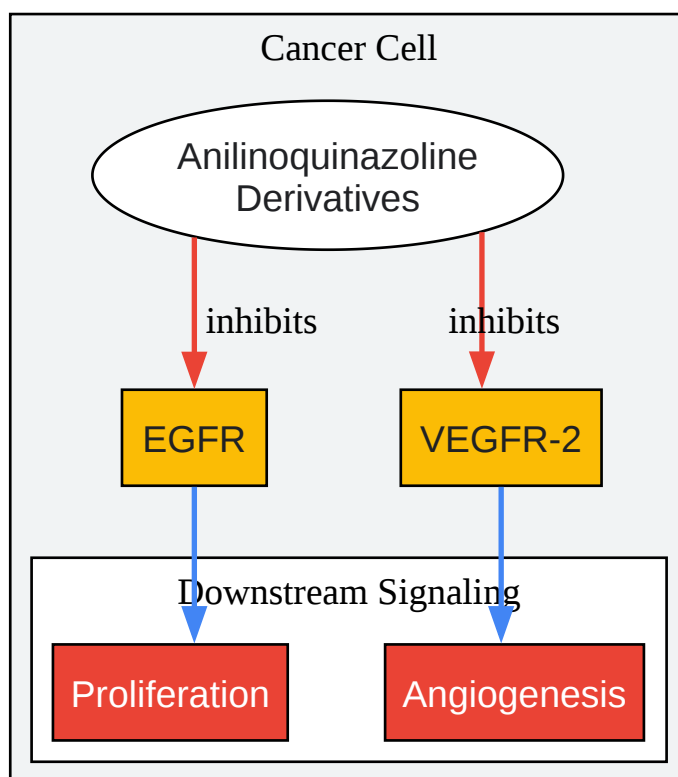 Cancer Cell
Anilinoquinazoline
Derivatives
inhibits
inhibits
EGFR
VEGFR-2
Downstream Signaling
Proliferation
Angiogenesis